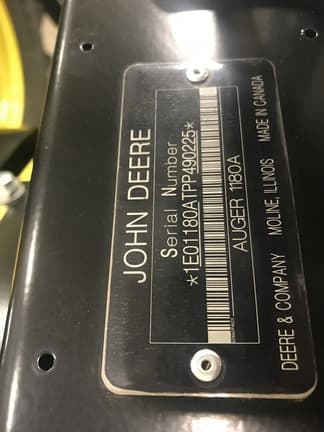 JOHN DEERE
Serial Number
*1E01180ATPP490225*
AUGER 1180A
DEERE & COMPANY MOLINE, ILLINOIS MADE IN CANADA